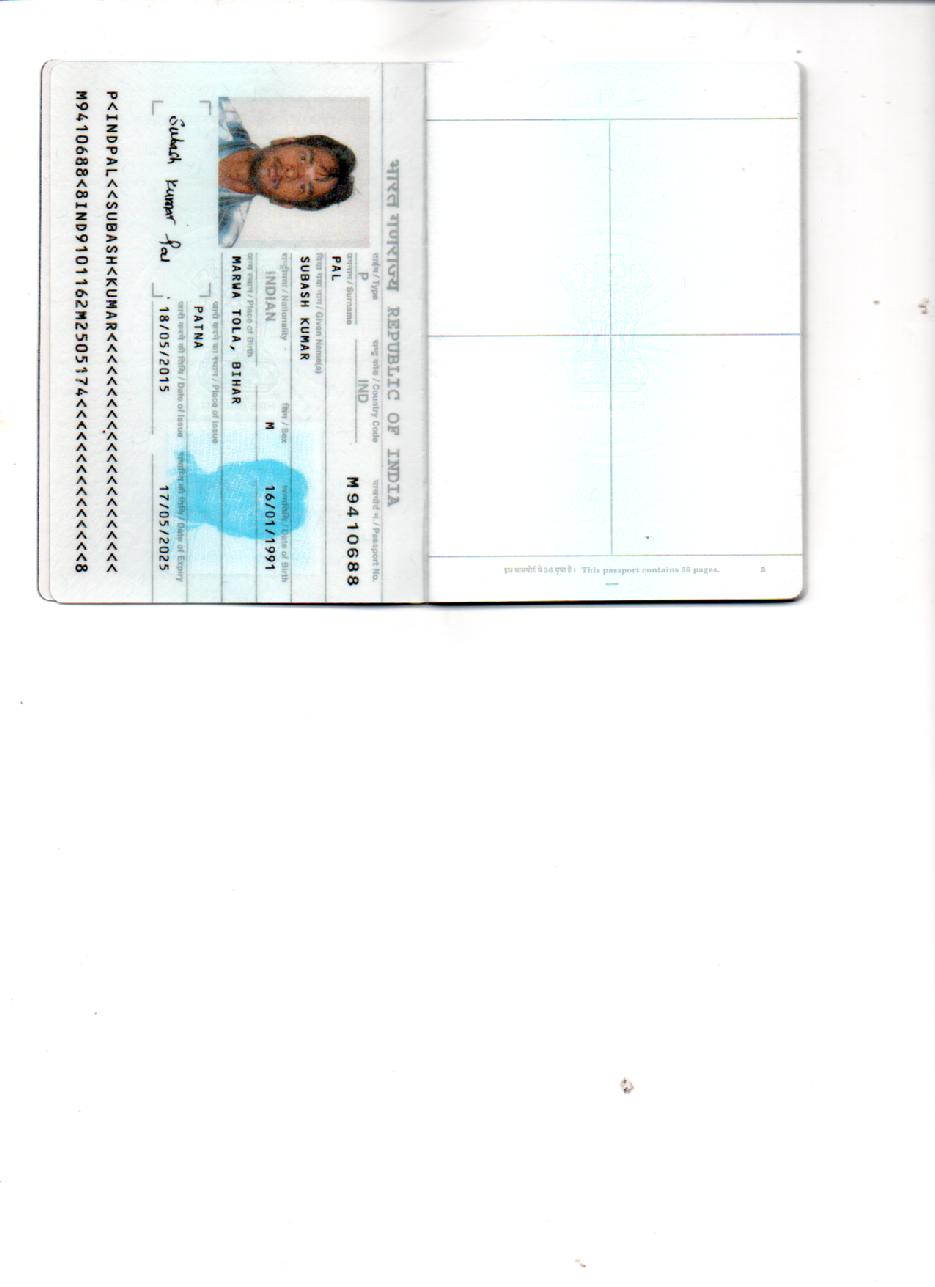 भारत गणराज्य REPUBLIC OF INDIA
टाईप / Type
राष्ट्र कोड / Country Code
पासपोर्ट नं. / Passport No.
P
IND
M9410688
उपनाम / Surname
PAL
दिया गया नाम / Given Name(s)
SUBASH KUMAR
राष्ट्रीयता / Nationality
लिंग / Sex
जन्मतिथि / Date of Birth
INDIAN
M
16/01/1991
जन्म स्थान / Place of Birth
MARWA TOLA, BIHAR
जारी करने का स्थान / Place of Issue
PATNA
जारी करने की तिथि / Date of Issue
समाप्ति की तिथि / Date of Expiry
18/05/2015
17/05/2025
Subash Kumar Pal
P<INDPAL<<SUBASH<KUMAR<<<<<<<<<<<<<<<<<<<<<<
M9410688<8IND9101162M2505174<<<<<<<<<<<<<<<8
इस पासपोर्ट में 36 पृष्ठ हैं। This passport contains 36 pages.